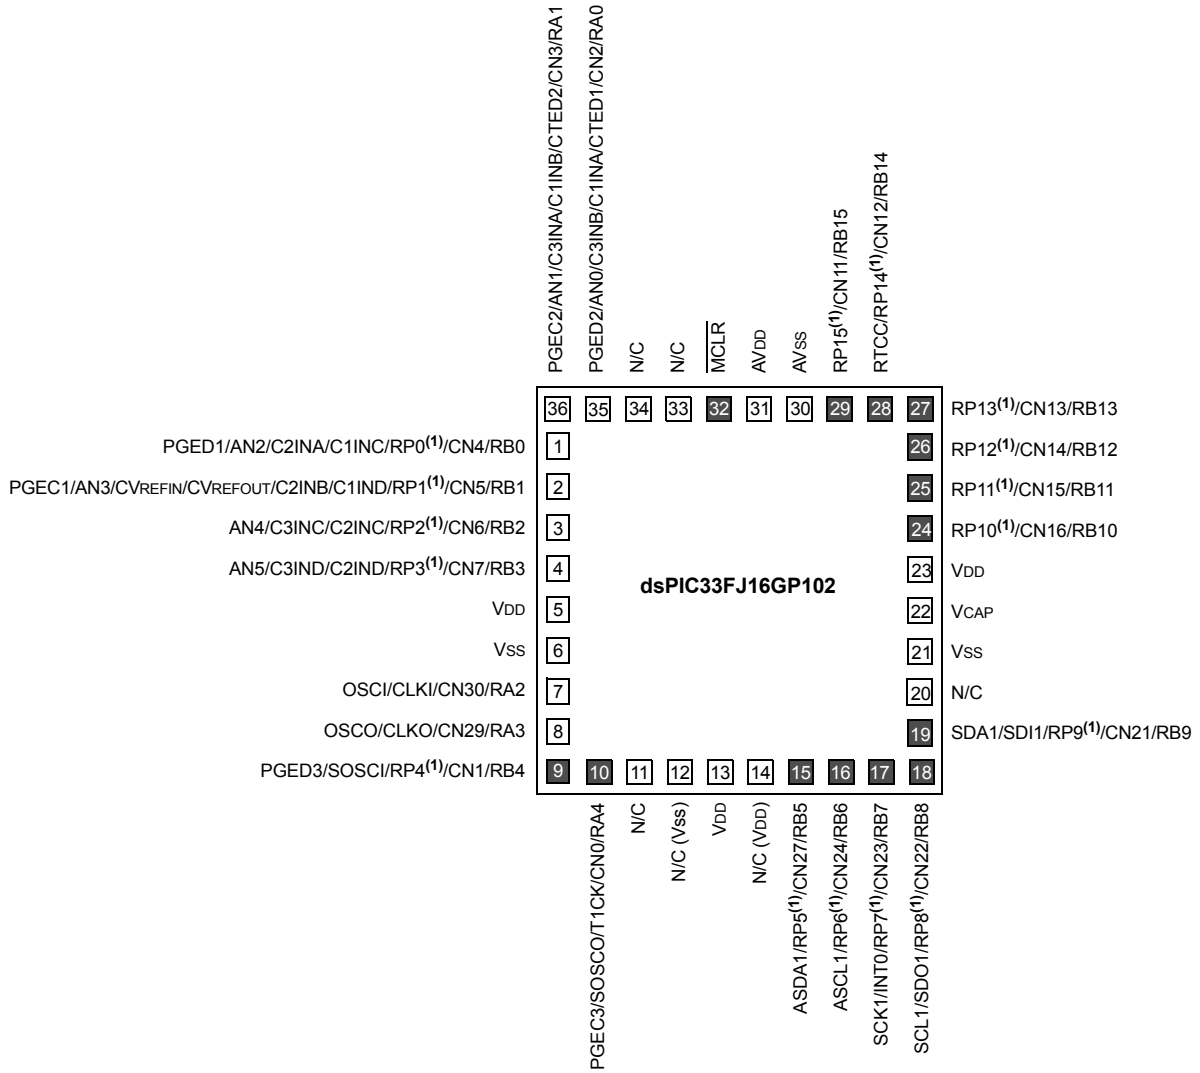 PGEC2/AN1/C3INA/C1INB/CTED2/CN3/RA1
PGED2/AN0/C3INB/C1INA/CTED1/CN2/RA0
N/C
N/C
MCLR
AVDD
AVSS
RP15(1)/CN11/RB15
RTCC/RP14(1)/CN12/RB14
36 35 34 33 32 31 30 29 28 27 RP13(1)/CN13/RB13
PGED1/AN2/C2INA/C1INC/RP0(1)/CN4/RB0 1
26 RP12(1)/CN14/RB12
PGEC1/AN3/CVREFIN/CVREFOUT/C2INB/C1IND/RP1(1)/CN5/RB1 2
25 RP11(1)/CN15/RB11
AN4/C3INC/C2INC/RP2(1)/CN6/RB2 3
24 RP10(1)/CN16/RB10
AN5/C3IND/C2IND/RP3(1)/CN7/RB3 4
23 VDD
dsPIC33FJ16GP102
VDD 5
22 VCAP
VSS 6
21 VSS
OSCI/CLKI/CN30/RA2 7
20 N/C
OSCO/CLKO/CN29/RA3 8
19 SDA1/SDI1/RP9(1)/CN21/RB9
PGED3/SOSCI/RP4(1)/CN1/RB4 9 10 11 12 13 14 15 16 17 18
PGEC3/SOSCO/T1CK/CN0/RA4
N/C
N/C (Vss)
VDD
N/C (VDD)
ASDA1/RP5(1)/CN27/RB5
ASCL1/RP6(1)/CN24/RB6
SCK1/INT0/RP7(1)/CN23/RB7
SCL1/SDO1/RP8(1)/CN22/RB8